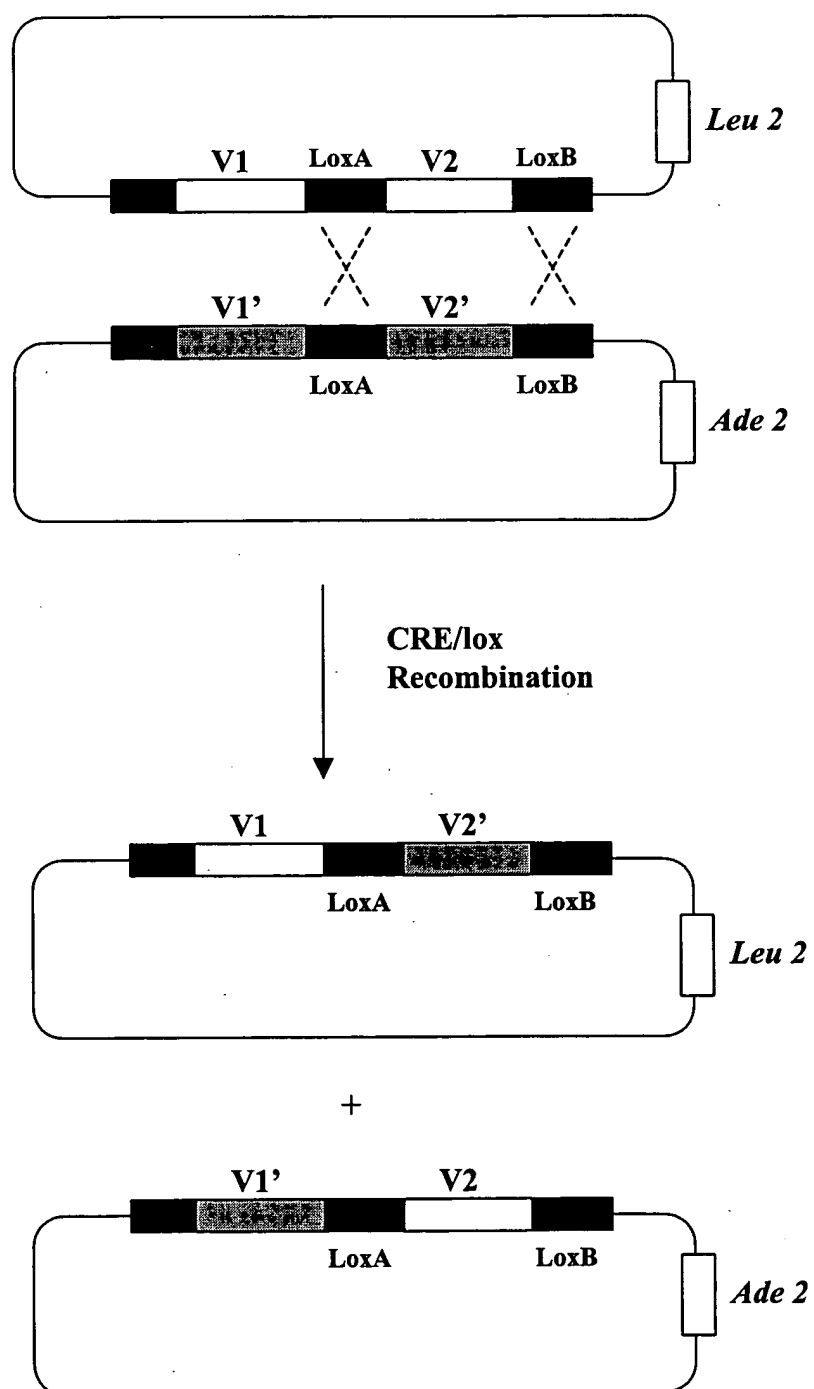 Leu 2
V1 LoxA V2 LoxB
V1’ V2’
LoxA LoxB
Ade 2
CRE/lox
Recombination
V1 V2’
LoxA LoxB
Leu 2
+
V1’ V2
LoxA LoxB
Ade 2